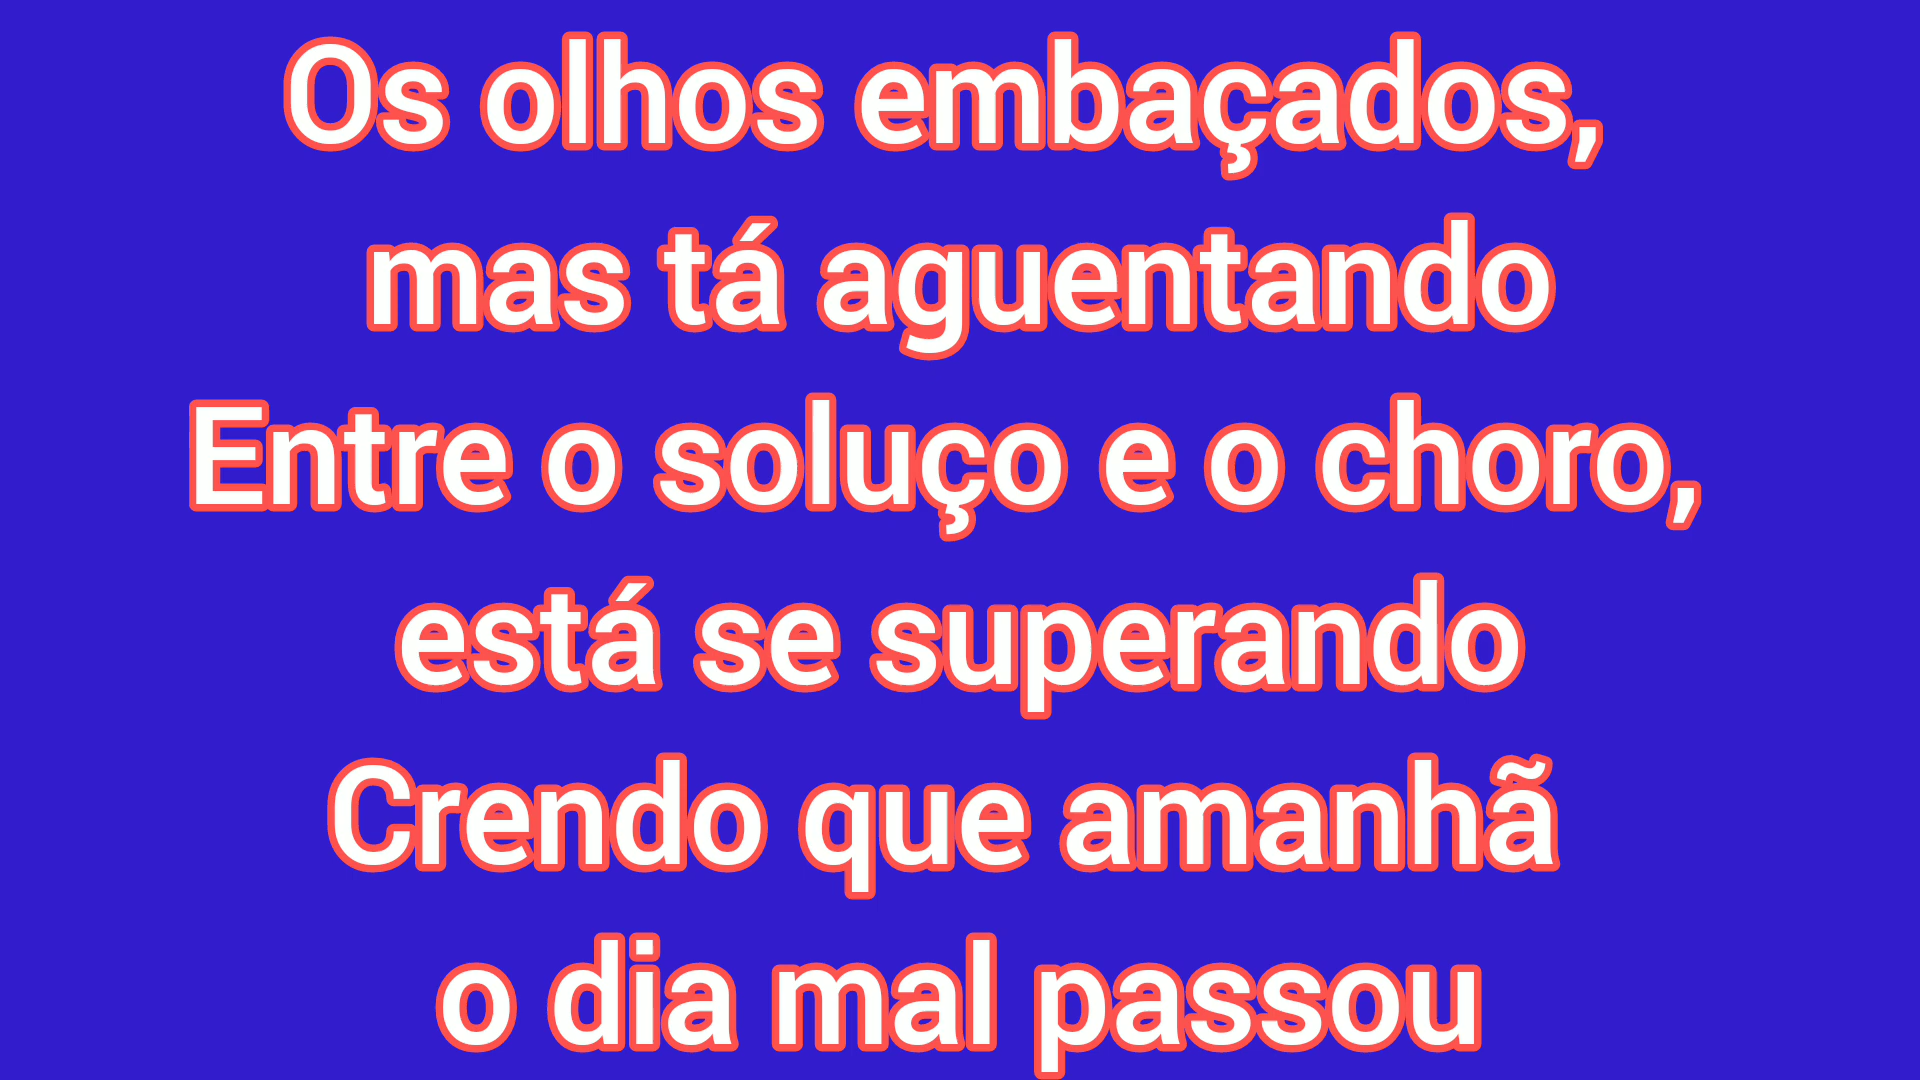 Os olhos embaçados,
mas tá aguentando
Entre o soluço e o choro,
está se superando
Crendo que amanhã
o dia mal passou